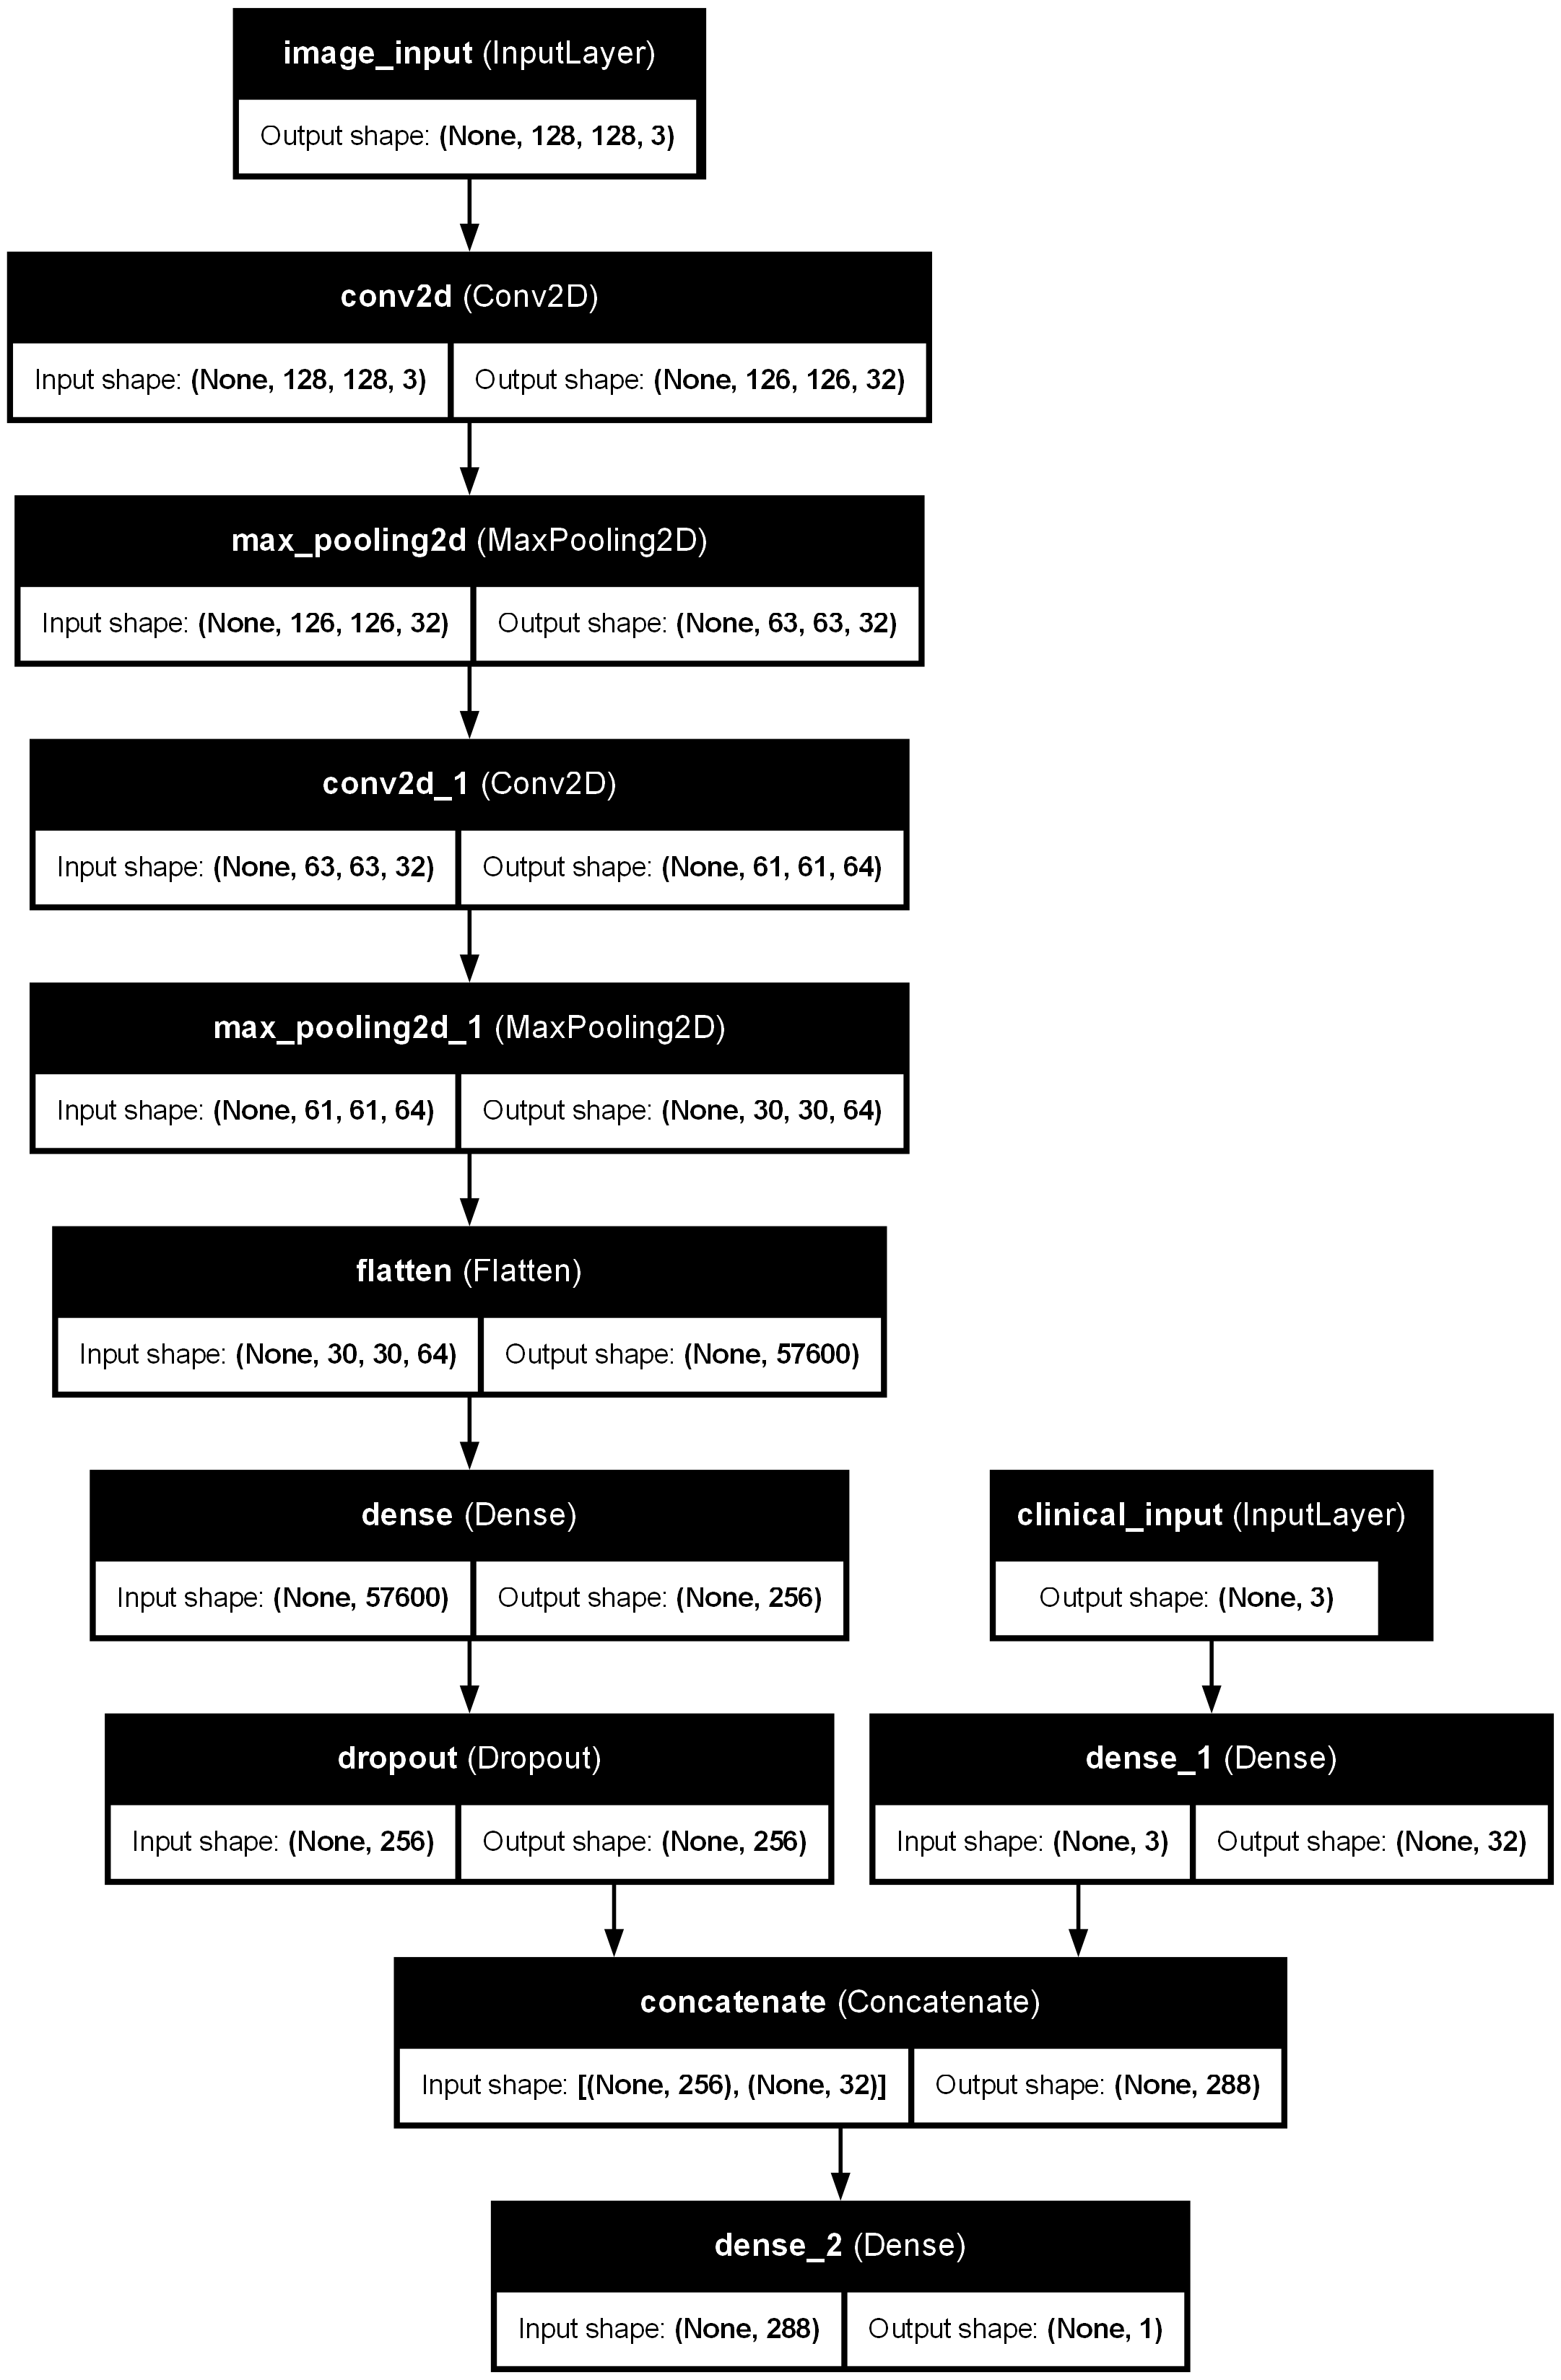 image_input (InputLayer)
Output shape: (None, 128, 128, 3)
conv2d (Conv2D)
Input shape: (None, 128, 128, 3) Output shape: (None, 126, 126, 32)
max_pooling2d (MaxPooling2D)
Input shape: (None, 126, 126, 32) Output shape: (None, 63, 63, 32)
conv2d_1 (Conv2D)
Input shape: (None, 63, 63, 32) Output shape: (None, 61, 61, 64)
max_pooling2d_1 (MaxPooling2D)
Input shape: (None, 61, 61, 64) Output shape: (None, 30, 30, 64)
flatten (Flatten)
Input shape: (None, 30, 30, 64) Output shape: (None, 57600)
dense (Dense)
Input shape: (None, 57600) Output shape: (None, 256)
clinical_input (InputLayer)
Output shape: (None, 3)
dropout (Dropout)
Input shape: (None, 256) Output shape: (None, 256)
dense_1 (Dense)
Input shape: (None, 3) Output shape: (None, 32)
concatenate (Concatenate)
Input shape: [(None, 256), (None, 32)] Output shape: (None, 288)
dense_2 (Dense)
Input shape: (None, 288) Output shape: (None, 1)